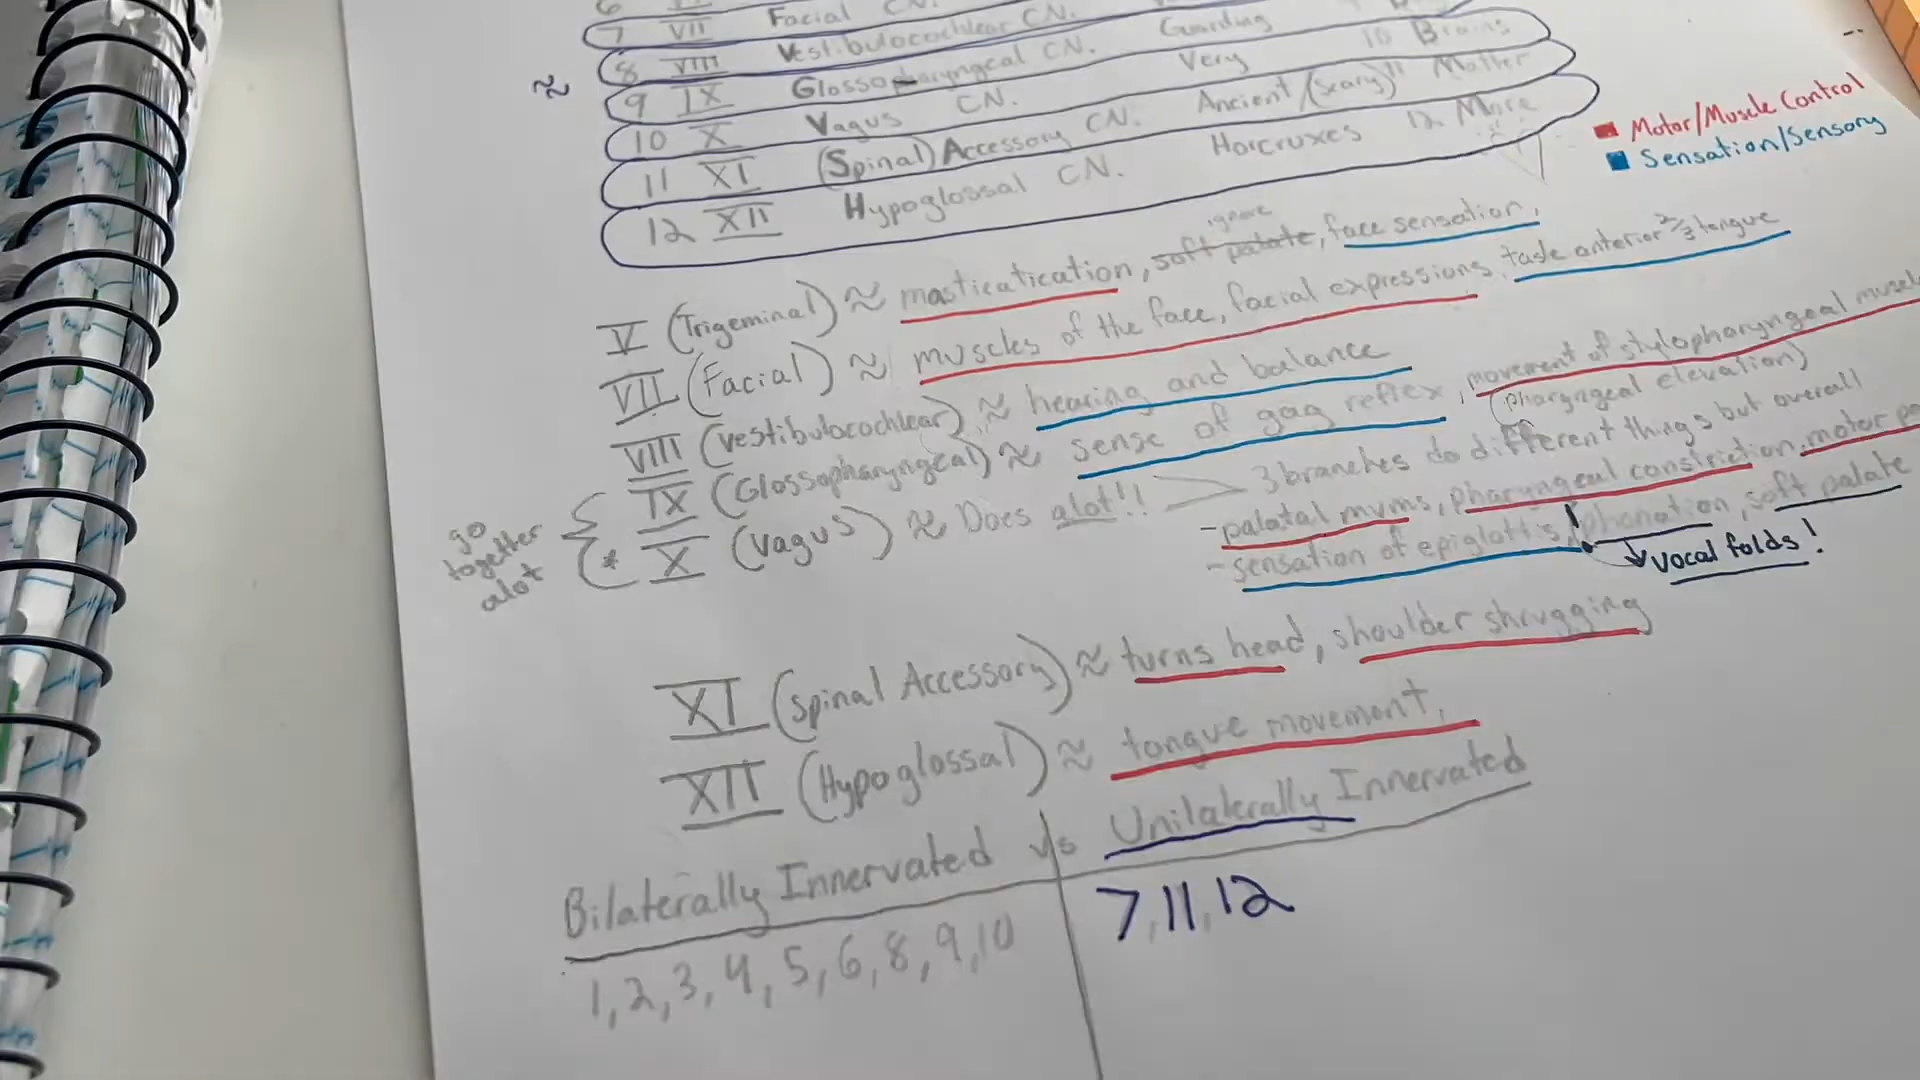 7 VII Facial CN.
8 VIII Vestibulocochlear CN. Guarding 10 Brains
9 IX Glossopharyngeal CN. Very 11 Matter
10 X Vagus CN. Ancient/(scary) 12. More
11 XI (Spinal) Accessory CN. Horcruxes
12 XII Hypoglossal CN.
≈
Motor/Muscle Control
Sensation/Sensory
ignore
V (Trigeminal) ≈ mastication, soft palate, face sensation,
VII (Facial) ≈ muscles of the face, facial expressions, taste anterior 2/3 tongue
VIII (Vestibulocochlear) ≈ hearing and balance
IX (Glossopharyngeal) ≈ sense of gag reflex, movement of stylopharyngeal muscle
(pharyngeal elevation)
* X (Vagus) ≈ Does alot!! 3 branches do different things but overall
- palatal mvms, pharyngeal constriction, motor
- sensation of epiglottis, phonation, soft palate
vocal folds!
go together alot
XI (Spinal Accessory) ≈ turns head, shoulder shrugging
XII (Hypoglossal) ≈ tongue movement,
Bilaterally Innervated vs Unilaterally Innervated
1, 2, 3, 4, 5, 6, 8, 9, 10 7, 11, 12